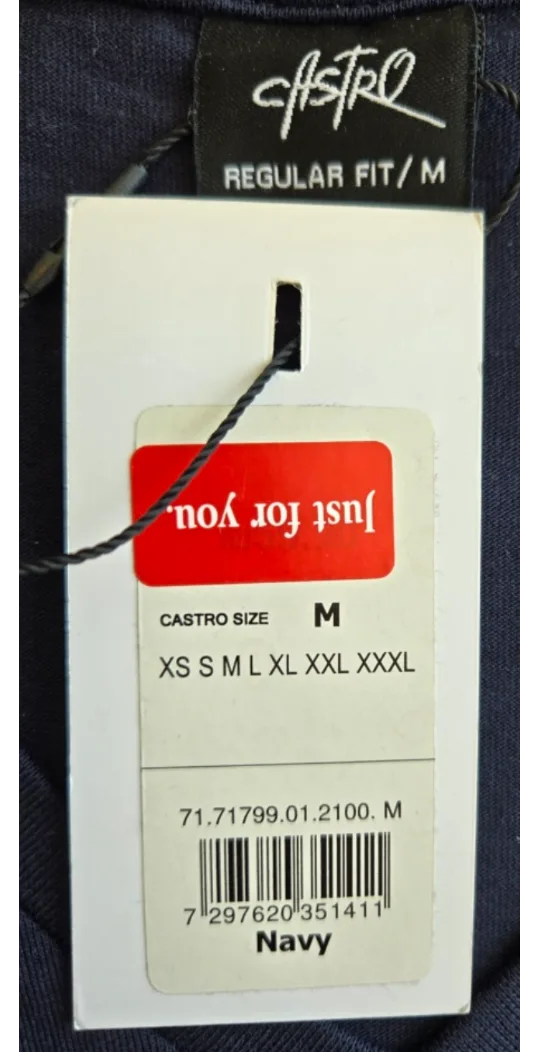 CASTRO
REGULAR FIT/M
Just for you.
CASTRO SIZE M
XS S M L XL XXL XXXL
71.71799.01.2100. M
7 297620 351411
Navy